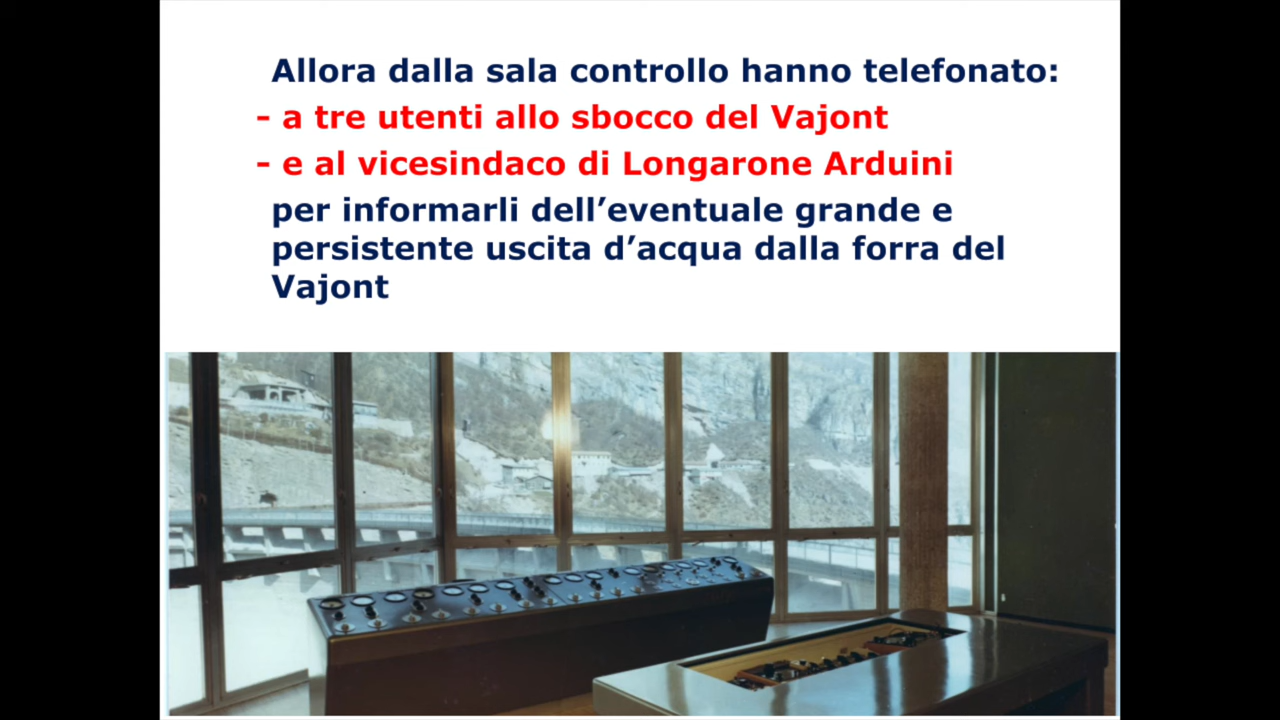 Allora dalla sala controllo hanno telefonato:
- a tre utenti allo sbocco del Vajont
- e al vicesindaco di Longarone Arduini
per informarli dell’eventuale grande e
persistente uscita d’acqua dalla forra del
Vajont